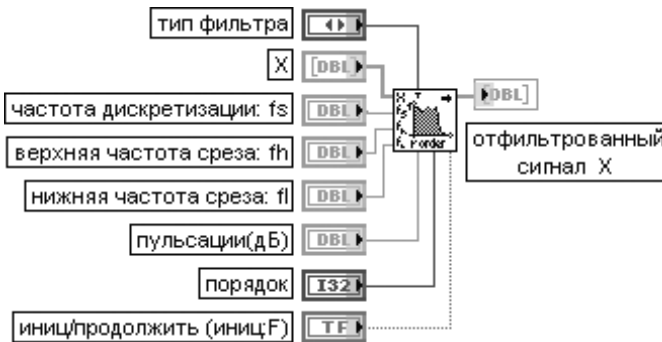 тип фильтра
X
[DBL]
частота дискретизации: fs
DBL
[DBL]
верхняя частота среза: fh
DBL
отфильтрованный
сигнал X
нижняя частота среза: fl
DBL
пульсации(дБ)
DBL
порядок
I32
иниц/продолжить (иниц:F)
TF